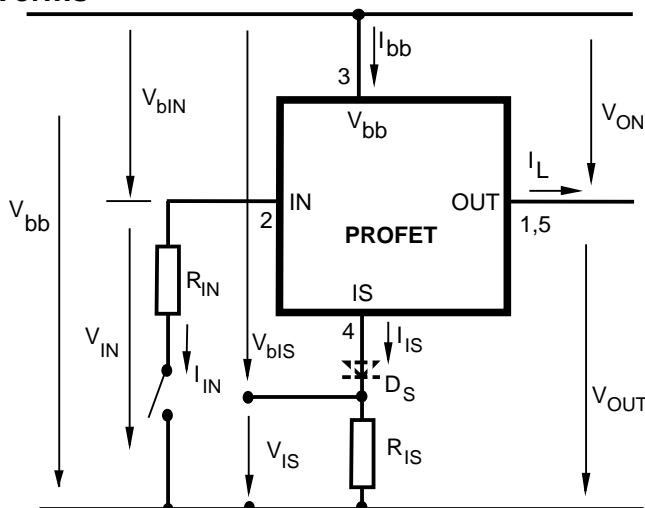 I_bb
3
V_bIN
V_bb
V_ON
I_L
V_bb
IN
OUT
2
PROFET
1,5
R_IN
IS
V_IN
4
I_IS
V_bIS
I_IN
D_S
V_OUT
V_IS
R_IS